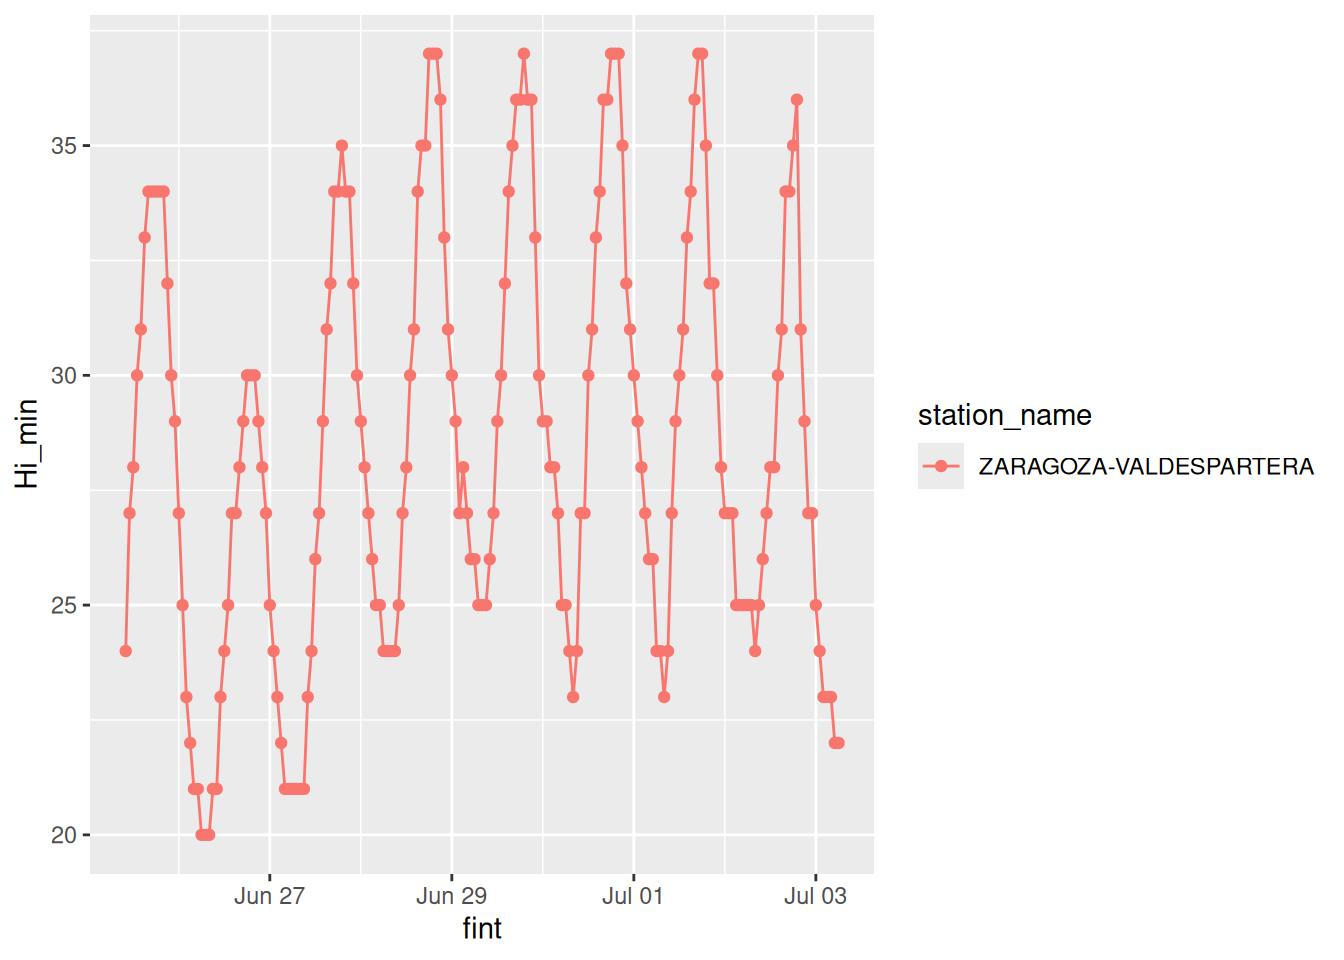 35
30
25
20
Hi_min
Jun 27
Jun 29
Jul 01
Jul 03
fint
station_name
ZARAGOZA-VALDESPARTERA